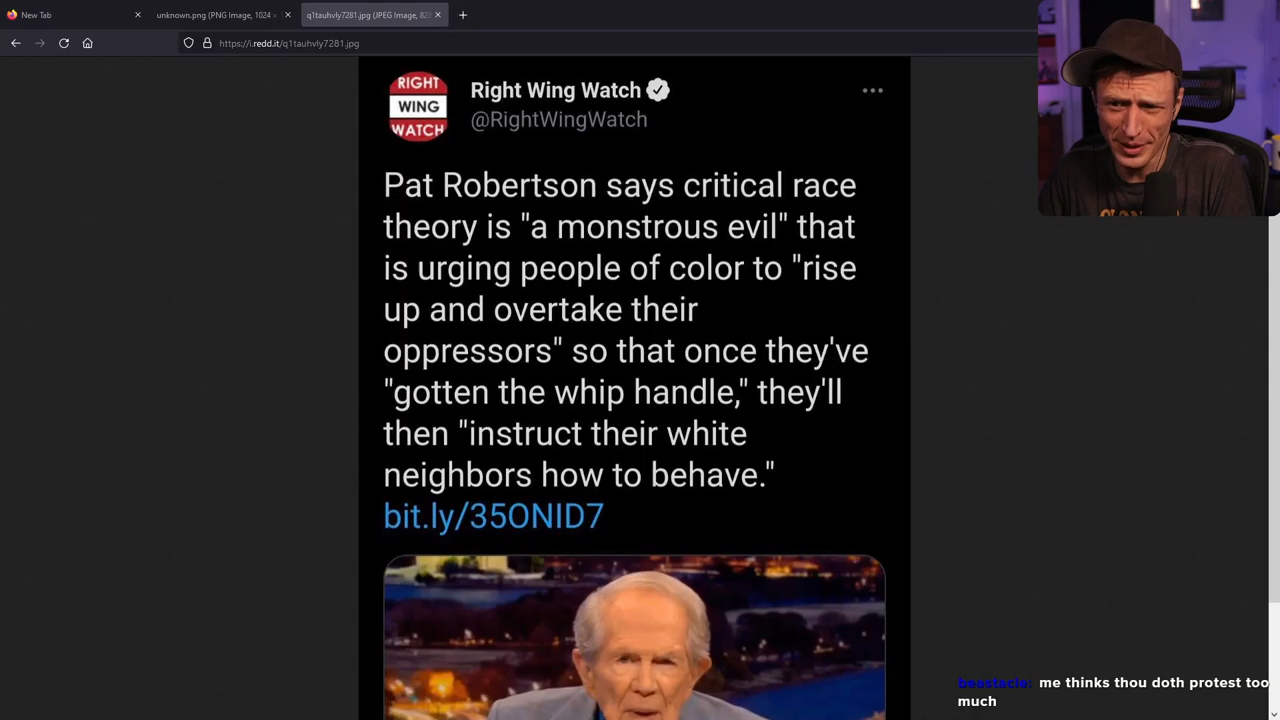 New Tab
unknown.png (PNG Image, 1024 ×
q1tauhvly7281.jpg (JPEG Image, 828
https://i.redd.it/q1tauhvly7281.jpg
RIGHT
WING
WATCH
Right Wing Watch
@RightWingWatch
Pat Robertson says critical race
theory is "a monstrous evil" that
is urging people of color to "rise
up and overtake their
oppressors" so that once they've
"gotten the whip handle," they'll
then "instruct their white
neighbors how to behave."
bit.ly/35ONID7
beastacle: me thinks thou doth protest too
much